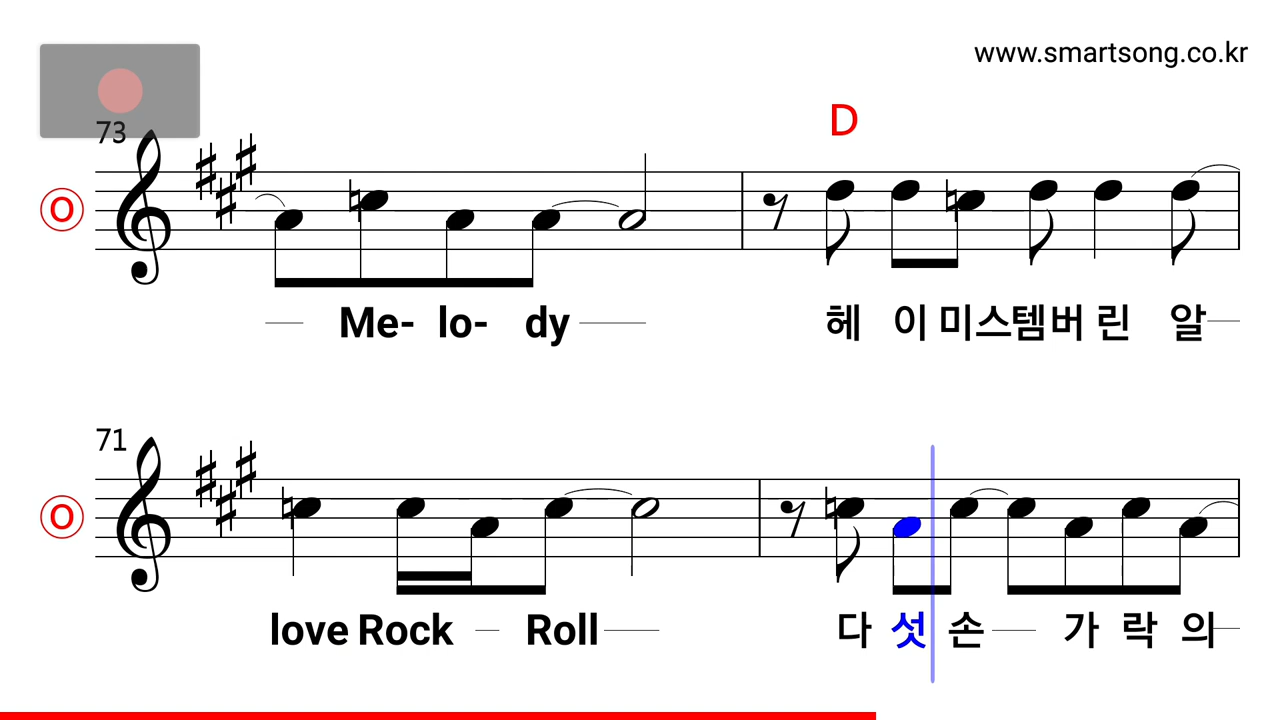 www.smartsong.co.kr
D
73
O
Me- lo- dy 헤 이 미스템버 린 알
71
O
love Rock Roll 다 섯 손 가 락 의